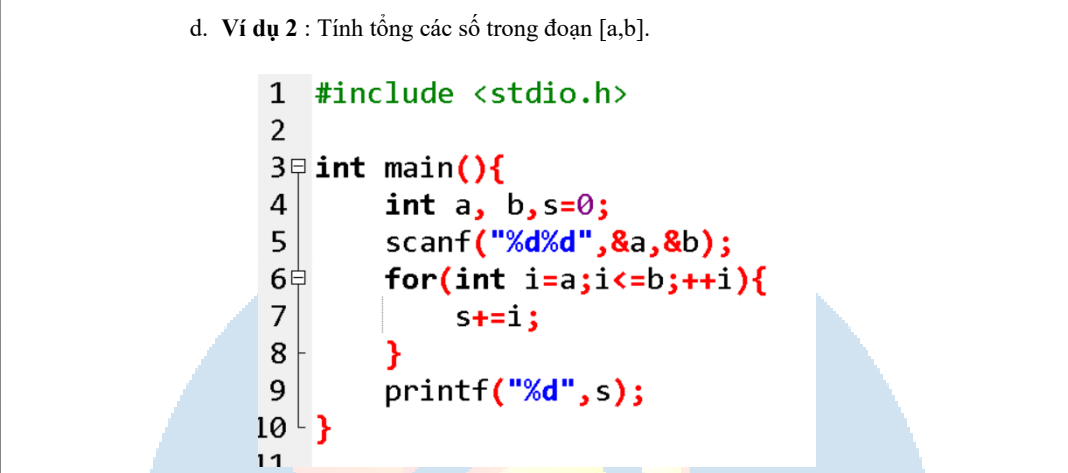 d. Ví dụ 2 : Tính tổng các số trong đoạn [a,b].
1 #include <stdio.h>
2
3 int main(){
4     int a, b,s=0;
5     scanf("%d%d",&a,&b);
6     for(int i=a;i<=b;++i){
7         s+=i;
8     }
9     printf("%d",s);
10 }
11